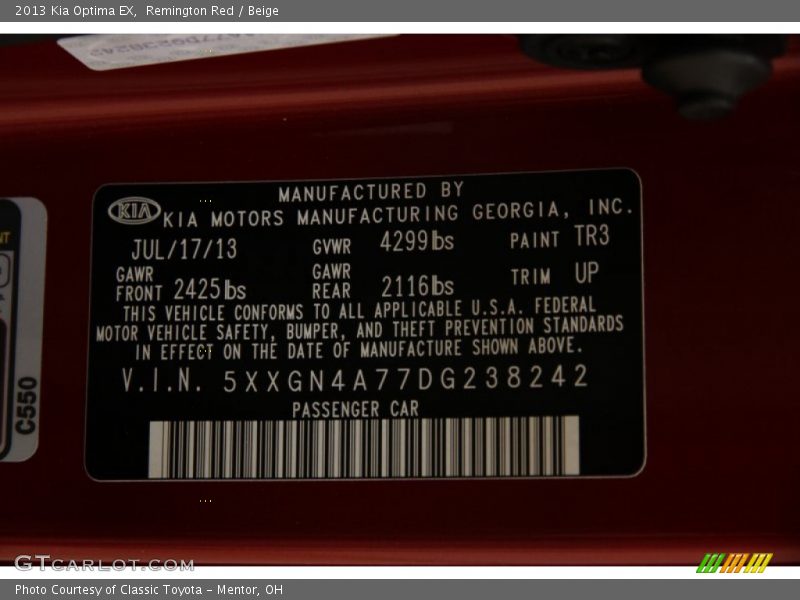 2013 Kia Optima EX, Remington Red / Beige
MANUFACTURED BY
KIA KIA MOTORS MANUFACTURING GEORGIA, INC.
JUL/17/13 GVWR 4299lbs PAINT TR3
GAWR FRONT 2425lbs GAWR REAR 2116lbs TRIM UP
THIS VEHICLE CONFORMS TO ALL APPLICABLE U.S.A. FEDERAL
MOTOR VEHICLE SAFETY, BUMPER, AND THEFT PREVENTION STANDARDS
IN EFFECT ON THE DATE OF MANUFACTURE SHOWN ABOVE.
V.I.N. 5XXGN4A77DG238242
PASSENGER CAR
C550
GTCARLOT.COM
Photo Courtesy of Classic Toyota - Mentor, OH